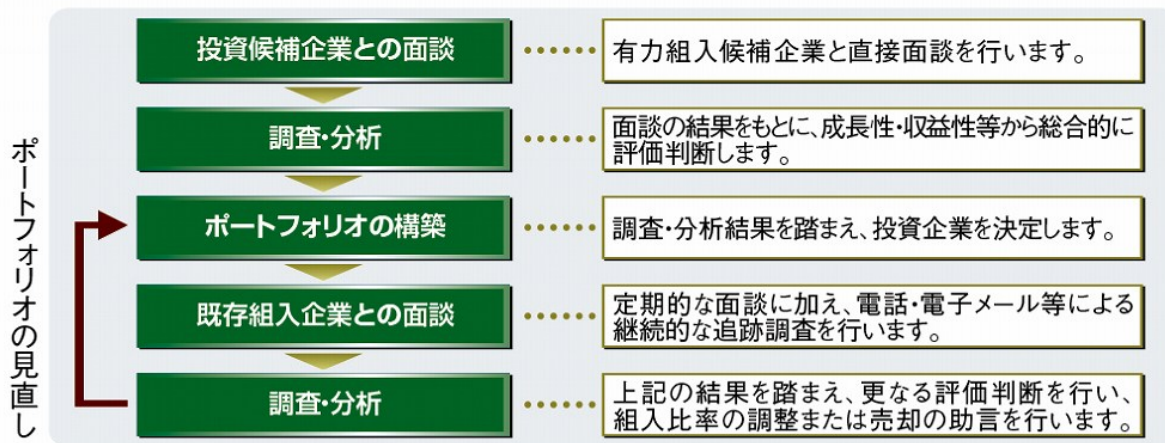 投資候補企業との面談
有力組入候補企業と直接面談を行います。
調査・分析
面談の結果をもとに、成長性・収益性等から総合的に
評価判断します。
ポートフォリオの構築
調査・分析結果を踏まえ、投資企業を決定します。
既存組入企業との面談
定期的な面談に加え、電話・電子メール等による
継続的な追跡調査を行います。
調査・分析
上記の結果を踏まえ、更なる評価判断を行い、
組入比率の調整または売却の助言を行います。
ポートフォリオの見直し